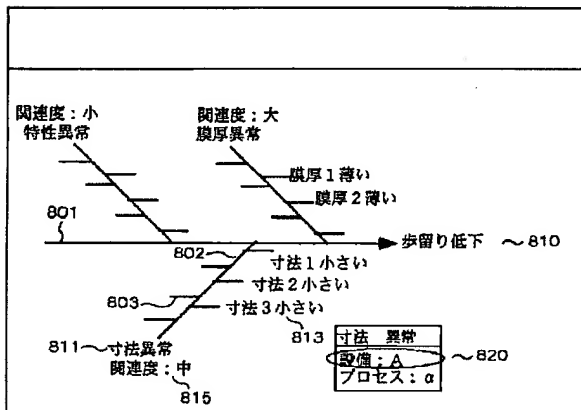 関連度：小
特性異常
関連度：大
膜厚異常
膜厚１薄い
膜厚２薄い
801
802
歩留り低下
810
寸法１小さい
寸法２小さい
803
寸法３小さい
813
811
寸法異常
関連度：中
815
寸法 異常
設備：A
プロセス：α
820